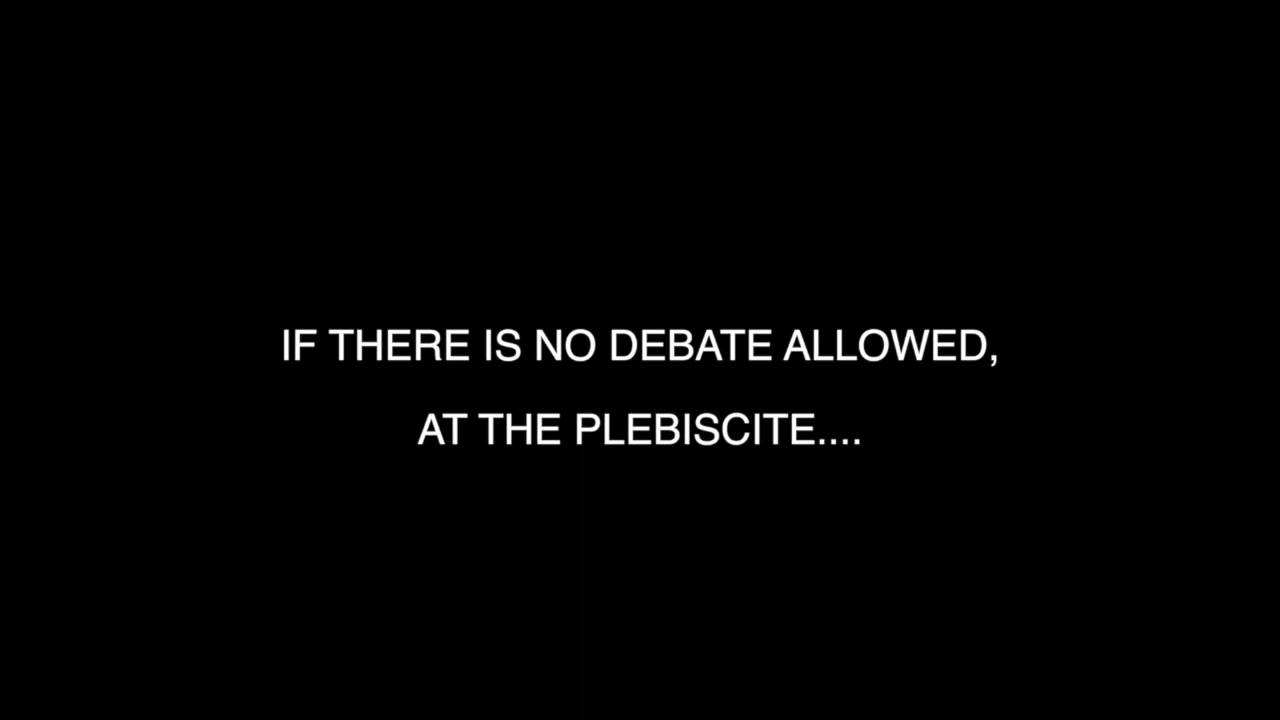 IF THERE IS NO DEBATE ALLOWED,
AT THE PLEBISCITE....